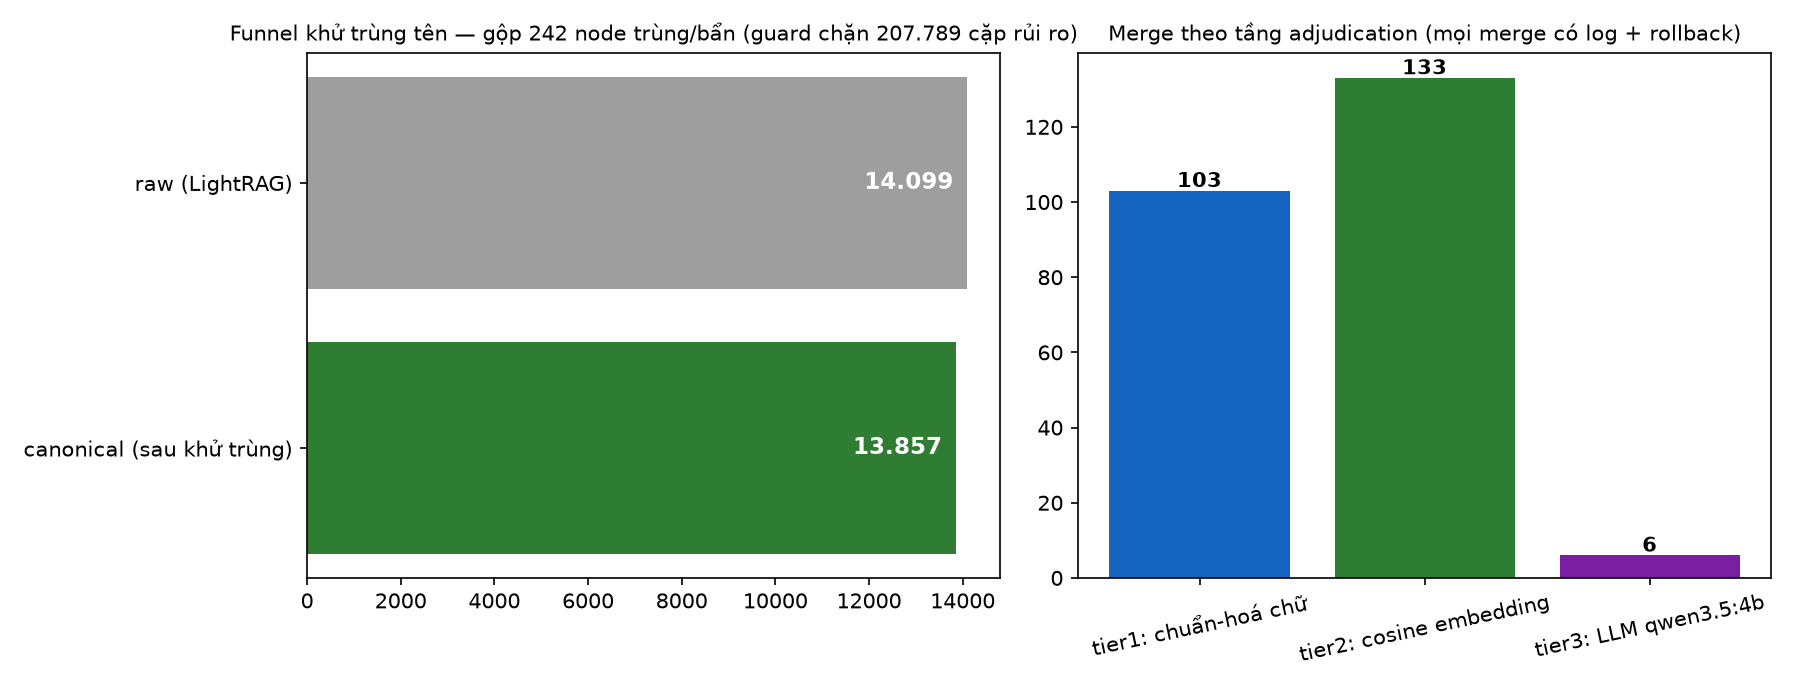 Funnel khử trùng tên — gộp 242 node trùng/bẩn (guard chặn 207.789 cặp rủi ro)
raw (LightRAG)
14.099
canonical (sau khử trùng)
13.857
0 2000 4000 6000 8000 10000 12000 14000
Merge theo tầng adjudication (mọi merge có log + rollback)
133
120
103
100
80
60
40
20
6
0
tier1: chuẩn-hoá chữ
tier2: cosine embedding
tier3: LLM qwen3.5:4b